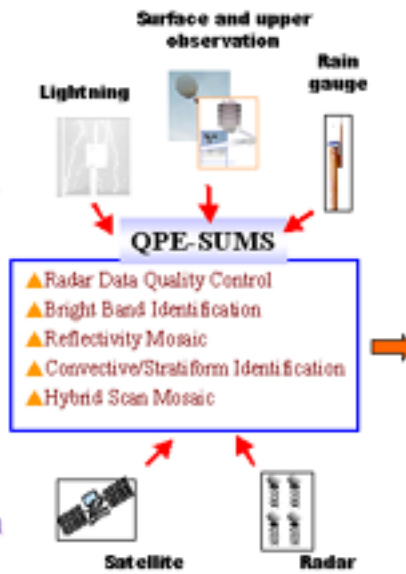 Surface and upper
observation
Rain
gauge
Lightning
QPE-SUMS
Radar Data Quality Control
Bright Band Identification
Reflectivity Mosaic
Convective/Stratiform Identification
Hybrid Scan Mosaic
Satellite
Radar